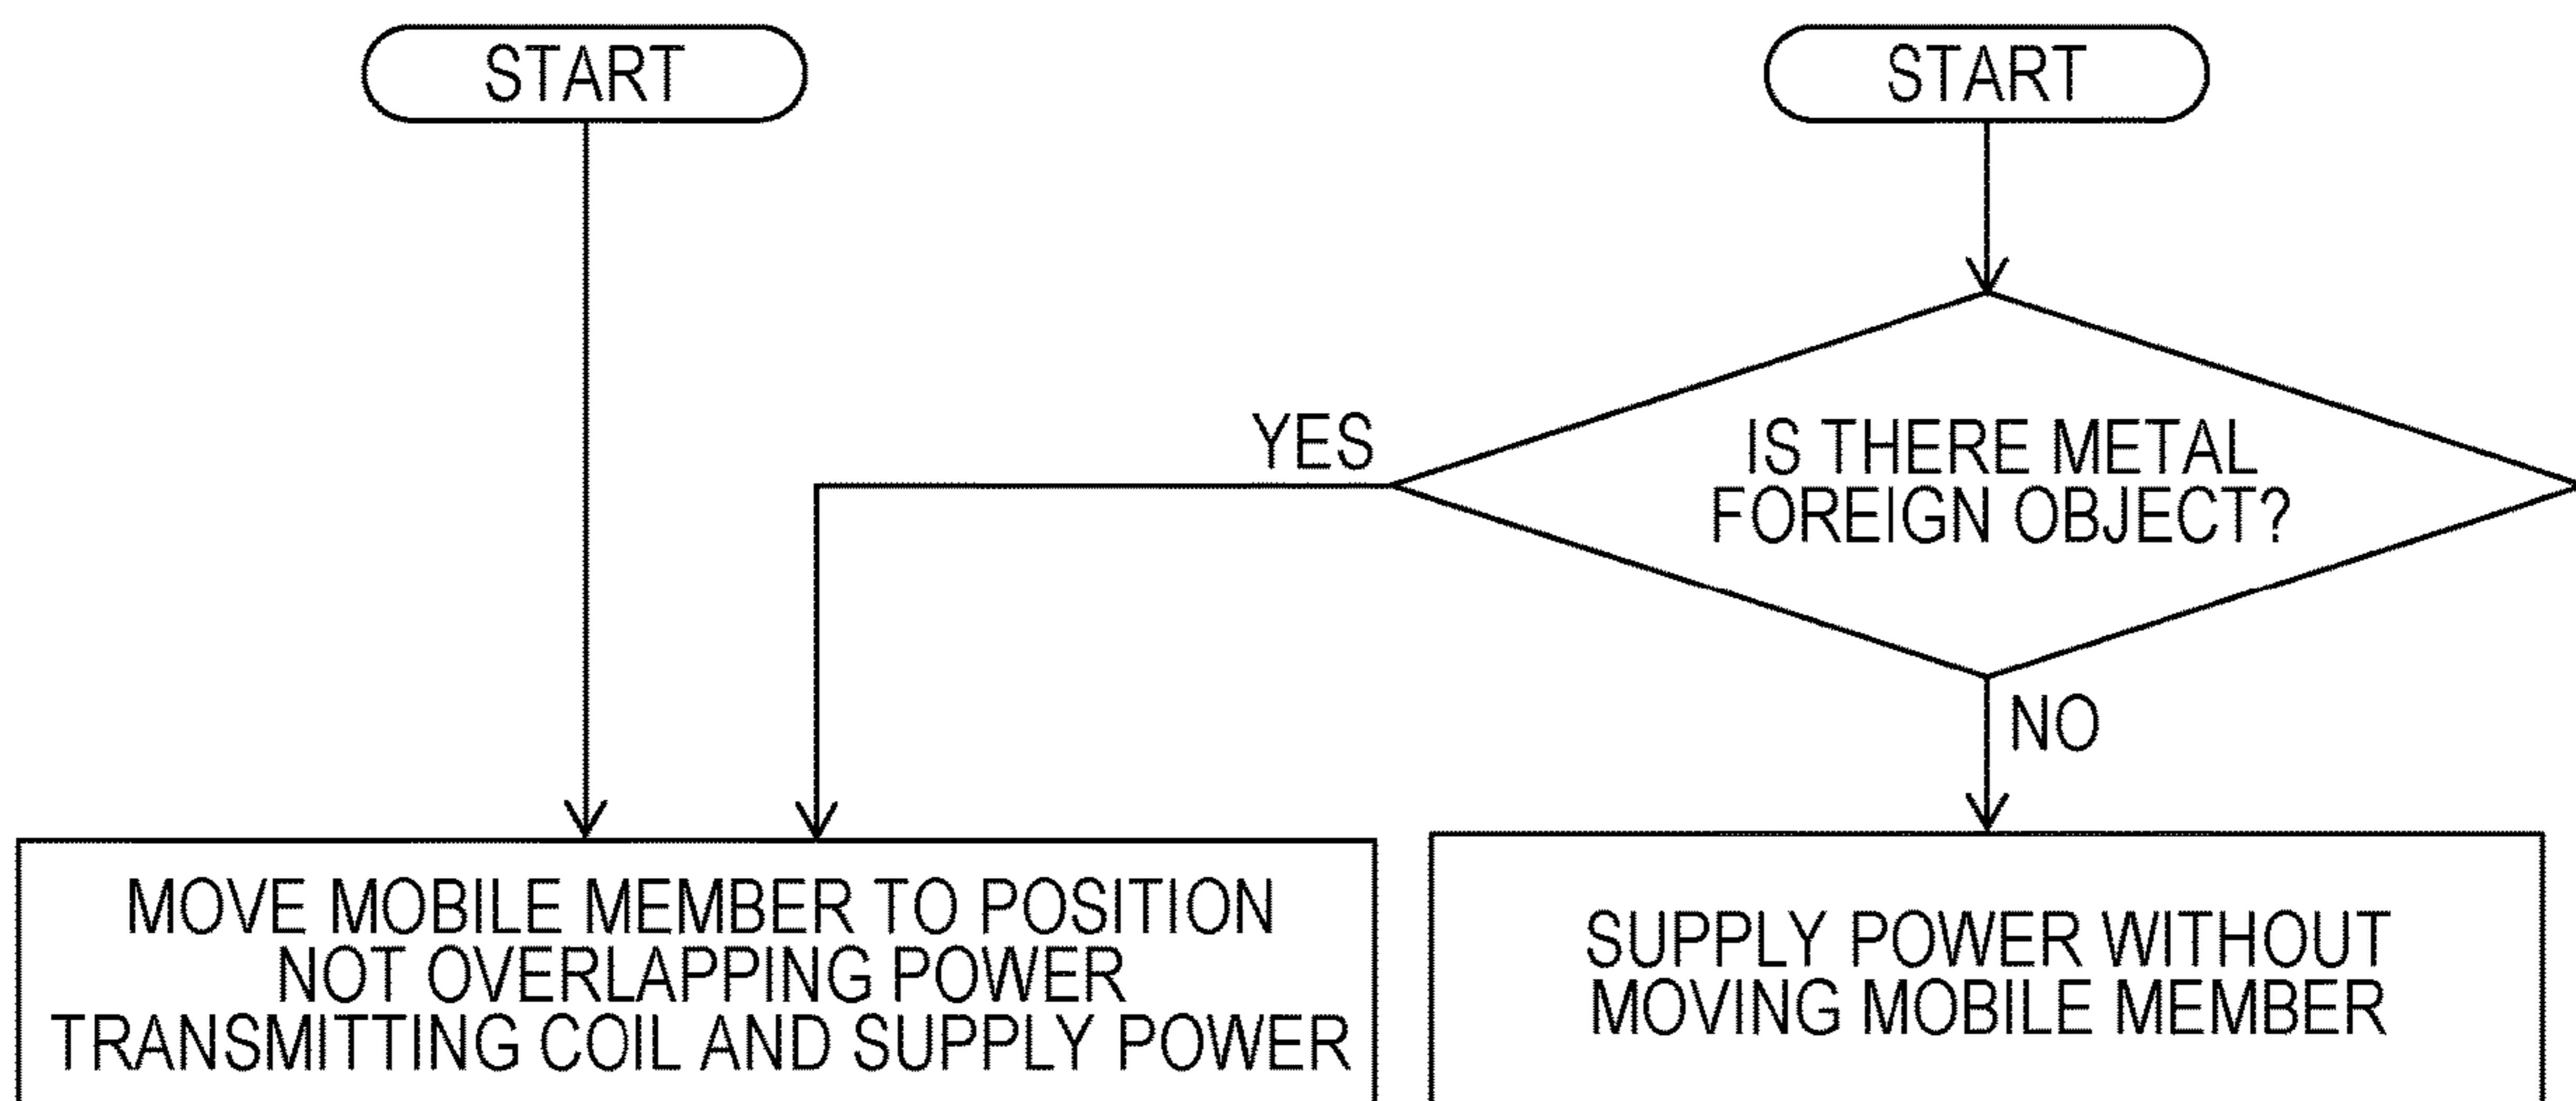 START
START
YES
IS THERE METAL
FOREIGN OBJECT?
NO
MOVE MOBILE MEMBER TO POSITION
NOT OVERLAPPING POWER
TRANSMITTING COIL AND SUPPLY POWER
SUPPLY POWER WITHOUT
MOVING MOBILE MEMBER